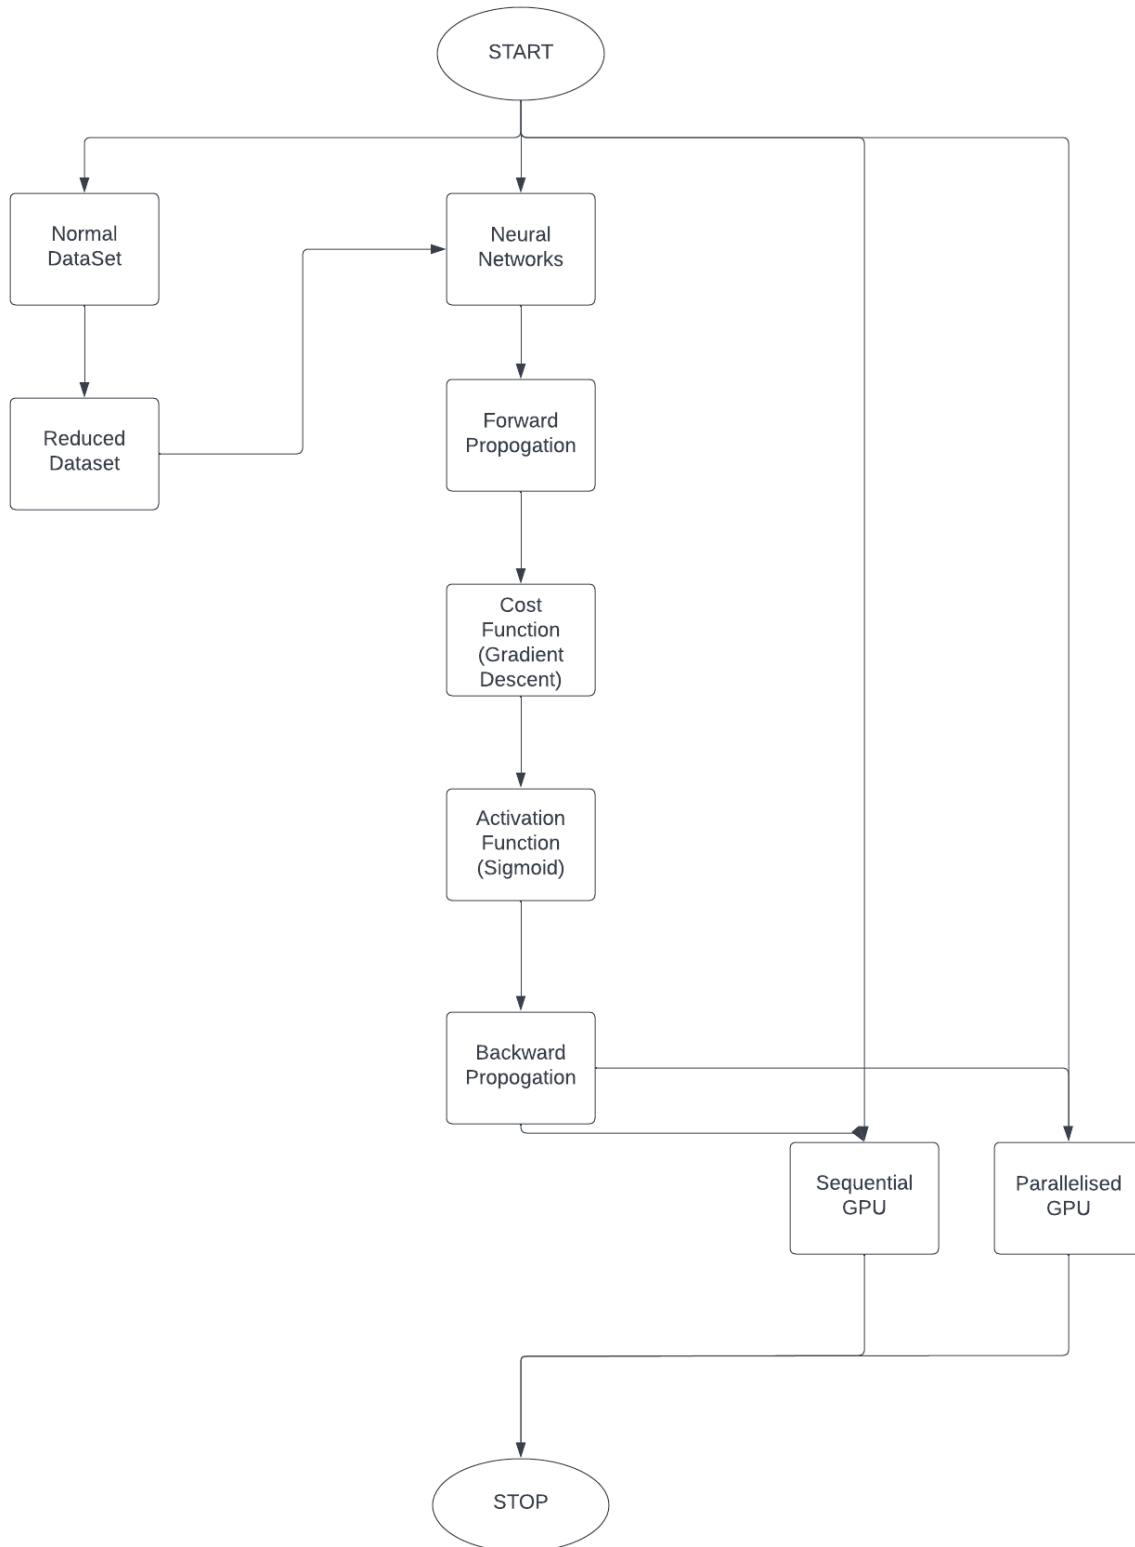 START
Normal
DataSet
Neural
Networks
Reduced
Dataset
Forward
Propogation
Cost
Function
(Gradient
Descent)
Activation
Function
(Sigmoid)
Backward
Propogation
Sequential
GPU
Parallelised
GPU
STOP